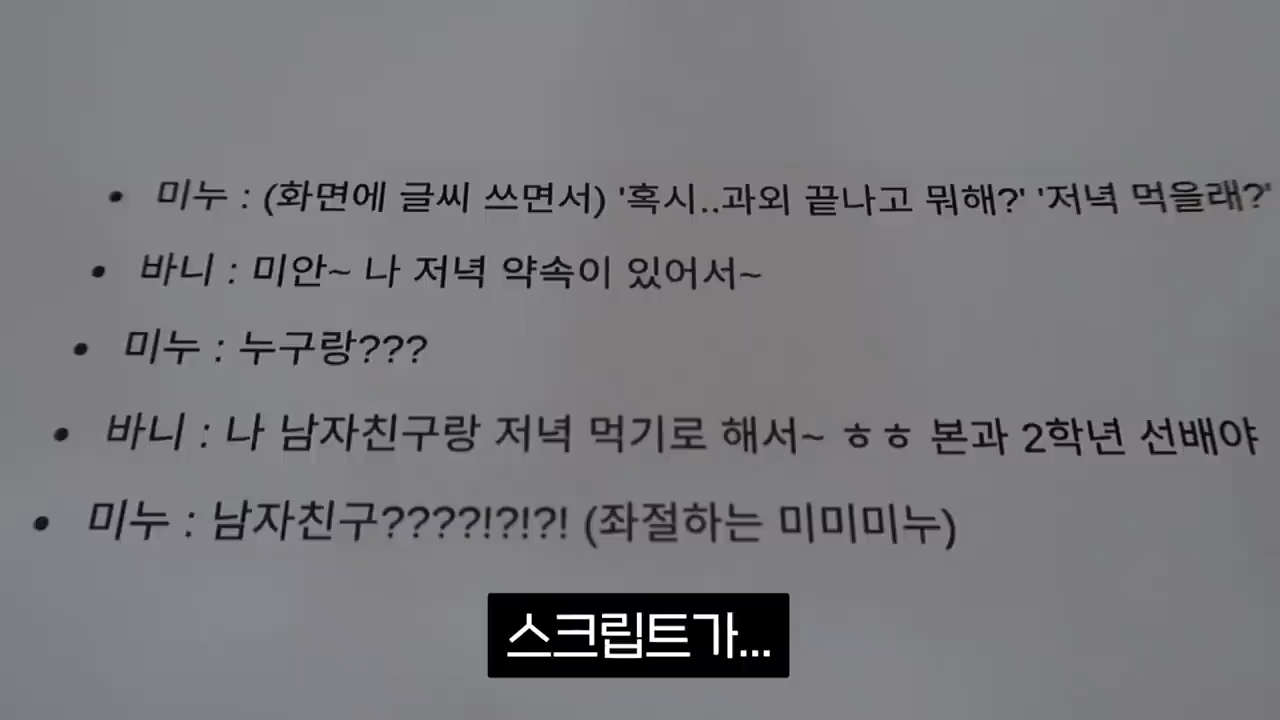 • 미누 : (화면에 글씨 쓰면서) '혹시..과외 끝나고 뭐해?' '저녁 먹을래?'
• 바니 : 미안~ 나 저녁 약속이 있어서~
• 미누 : 누구랑???
• 바니 : 나 남자친구랑 저녁 먹기로 해서~ ㅎㅎ 본과 2학년 선배야
• 미누 : 남자친구????!?!?! (좌절하는 미미미누)
스크립트가...